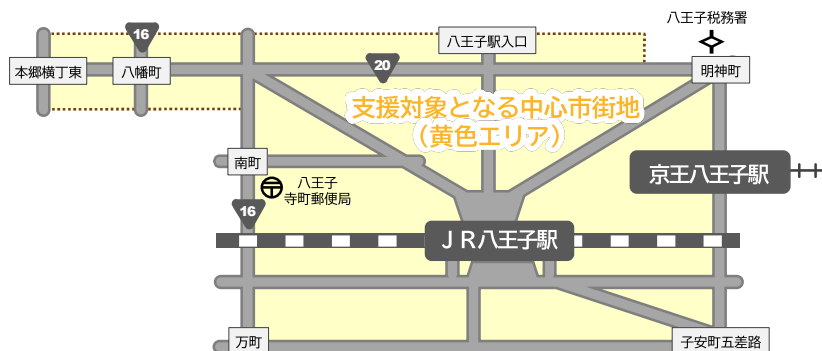 八王子税務署
16
八王子駅入口
本郷横丁東
八幡町
20
明神町
支援対象となる中心市街地
（黄色エリア）
南町
京王八王子駅
八王子
寺町郵便局
16
ＪＲ八王子駅
万町
子安町五差路